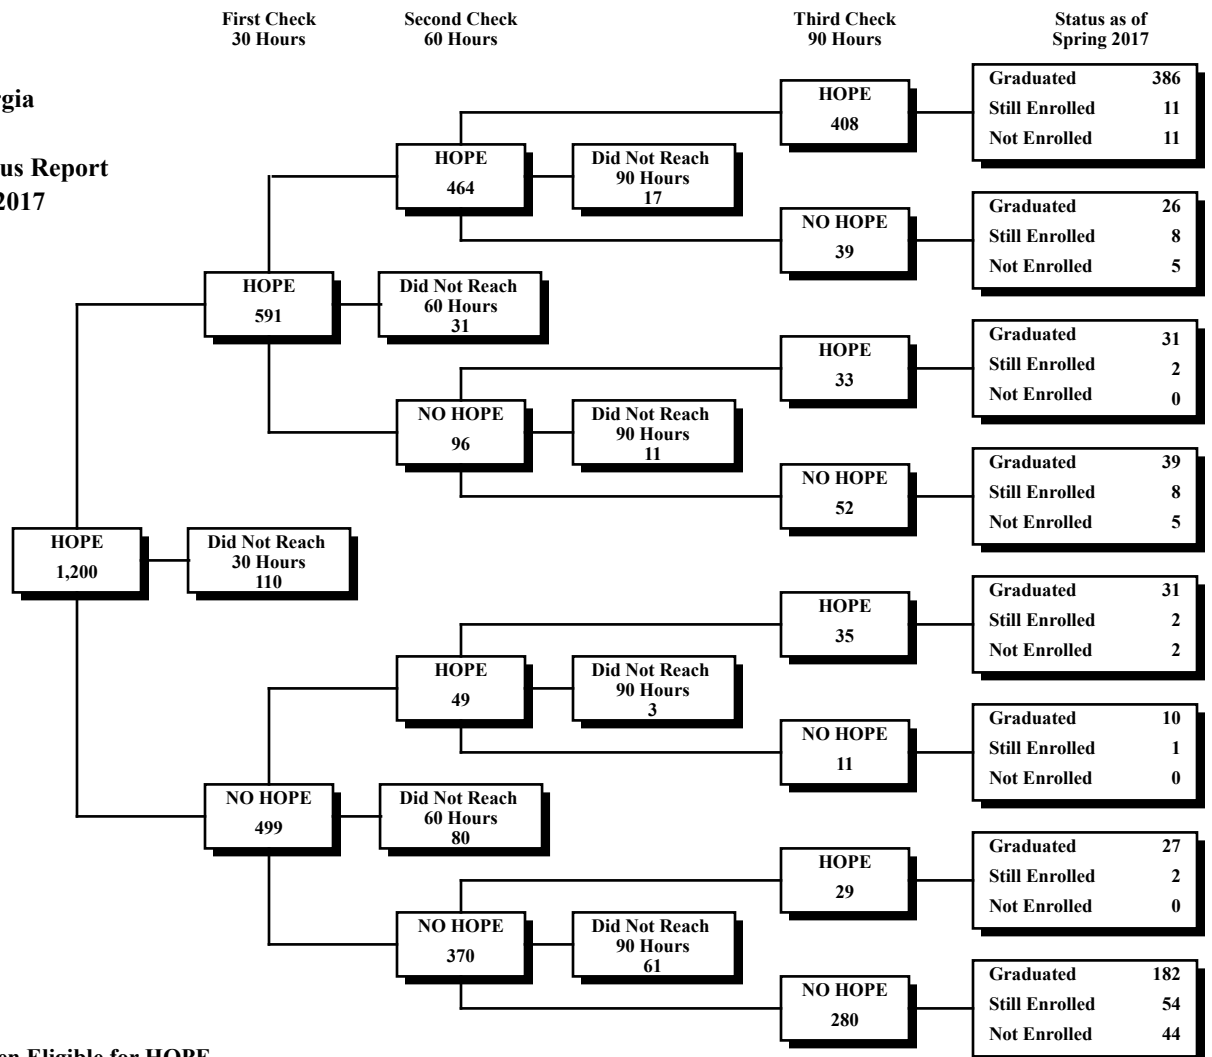 First Check
30 Hours
Second Check
60 Hours
Third Check
90 Hours
Status as of
Spring 2017
rgia
us Report
2017
HOPE
1,200
Did Not Reach
30 Hours
110
HOPE
591
Did Not Reach
60 Hours
31
HOPE
464
Did Not Reach
90 Hours
17
HOPE
408
Graduated 386
Still Enrolled 11
Not Enrolled 11
NO HOPE
39
Graduated 26
Still Enrolled 8
Not Enrolled 5
NO HOPE
96
Did Not Reach
90 Hours
11
HOPE
33
Graduated 31
Still Enrolled 2
Not Enrolled 0
NO HOPE
52
Graduated 39
Still Enrolled 8
Not Enrolled 5
NO HOPE
499
Did Not Reach
60 Hours
80
HOPE
49
Did Not Reach
90 Hours
3
HOPE
35
Graduated 31
Still Enrolled 2
Not Enrolled 2
NO HOPE
11
Graduated 10
Still Enrolled 1
Not Enrolled 0
NO HOPE
370
Did Not Reach
90 Hours
61
HOPE
29
Graduated 27
Still Enrolled 2
Not Enrolled 0
NO HOPE
280
Graduated 182
Still Enrolled 54
Not Enrolled 44
en Eligible for HOPE